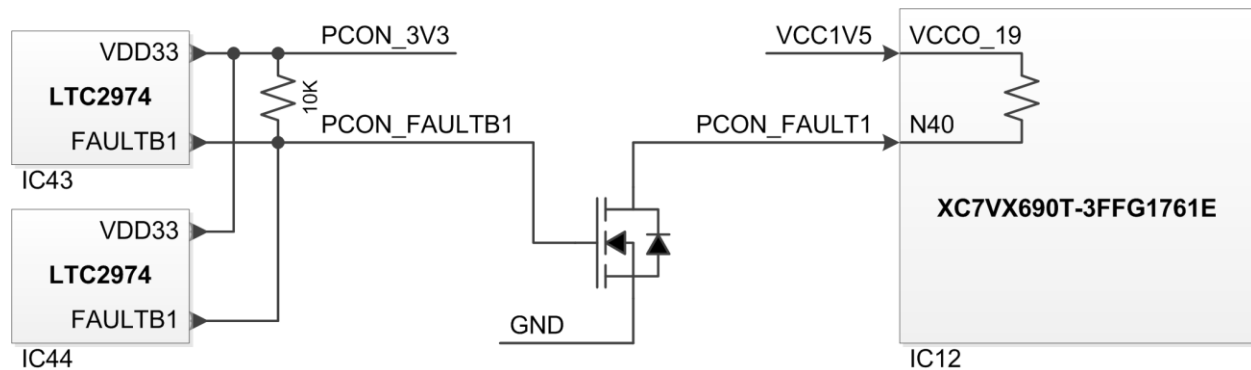 VDD33
LTC2974
FAULTB1
IC43
VDD33
LTC2974
FAULTB1
IC44
PCON_3V3
10K
PCON_FAULTB1
GND
VCC1V5
PCON_FAULT1
VCCO_19
N40
XC7VX690T-3FFG1761E
IC12